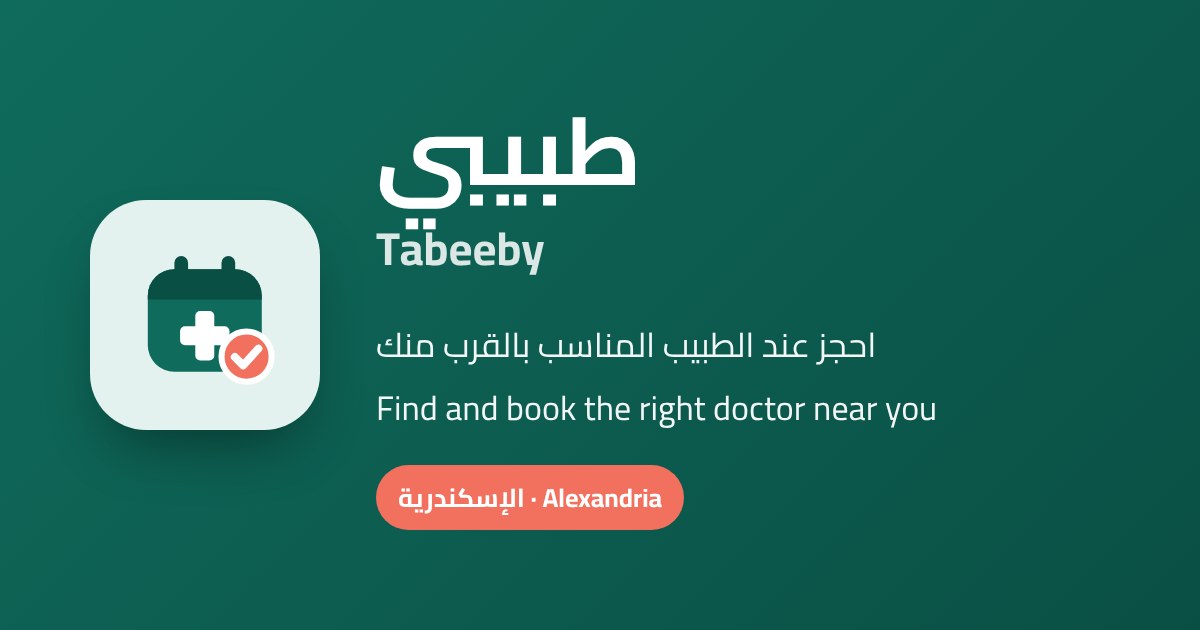 طبيبي
Tabeeby
احجز عند الطبيب المناسب بالقرب منك
Find and book the right doctor near you
الإسكندرية · Alexandria